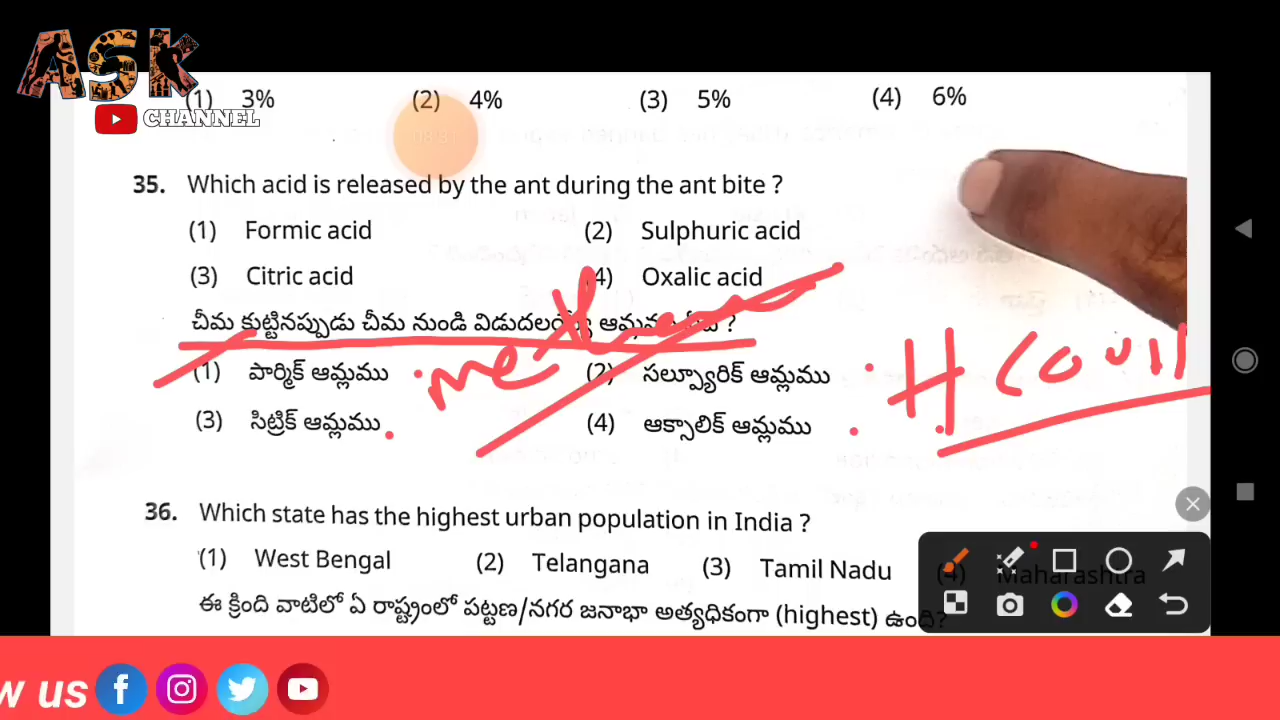 ASK
CHANNEL
(1) 3% (2) 4% (3) 5% (4) 6%
35. Which acid is released by the ant during the ant bite ?
(1) Formic acid (2) Sulphuric acid
(3) Citric acid (4) Oxalic acid
చీమ కుట్టినప్పుడు చీమ నుండి విడుదలయ్యే ?
(1) పార్మిక్ ఆమ్లము (2) సల్ఫ్యూరిక్ ఆమ్లము
HCOOH
(3) సిట్రిక్ ఆమ్లము (4) ఆక్సాలిక్ ఆమ్లము
36. Which state has the highest urban population in India ?
(1) West Bengal (2) Telangana (3) Tamil Nadu (4) Maharashtra
ఈ క్రింది వాటిలో ఏ రాష్ట్రంలో పట్టణ/నగర జనాభా అత్యధికంగా (highest) ఉంది?
w us